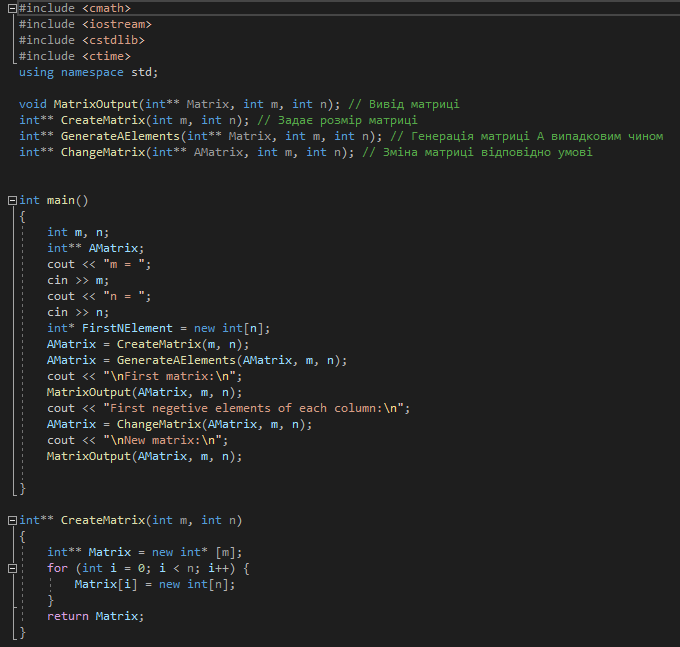 #include <cmath>
#include <iostream>
#include <cstdlib>
#include <ctime>
using namespace std;
void MatrixOutput(int** Matrix, int m, int n); // Вивід матриці
int** CreateMatrix(int m, int n); // Задає розмір матриці
int** GenerateAElements(int** Matrix, int m, int n); // Генерація матриці А випадковим чином
int** ChangeMatrix(int** AMatrix, int m, int n); // Зміна матриці відповідно умові
int main()
{
int m, n;
int** AMatrix;
cout << "m = ";
cin >> m;
cout << "n = ";
cin >> n;
int* FirstNElement = new int[n];
AMatrix = CreateMatrix(m, n);
AMatrix = GenerateAElements(AMatrix, m, n);
cout << "\nFirst matrix:\n";
MatrixOutput(AMatrix, m, n);
cout << "First negetive elements of each column:\n";
AMatrix = ChangeMatrix(AMatrix, m, n);
cout << "\nNew matrix:\n";
MatrixOutput(AMatrix, m, n);
}
int** CreateMatrix(int m, int n)
{
int** Matrix = new int* [m];
for (int i = 0; i < n; i++) {
Matrix[i] = new int[n];
}
return Matrix;
}